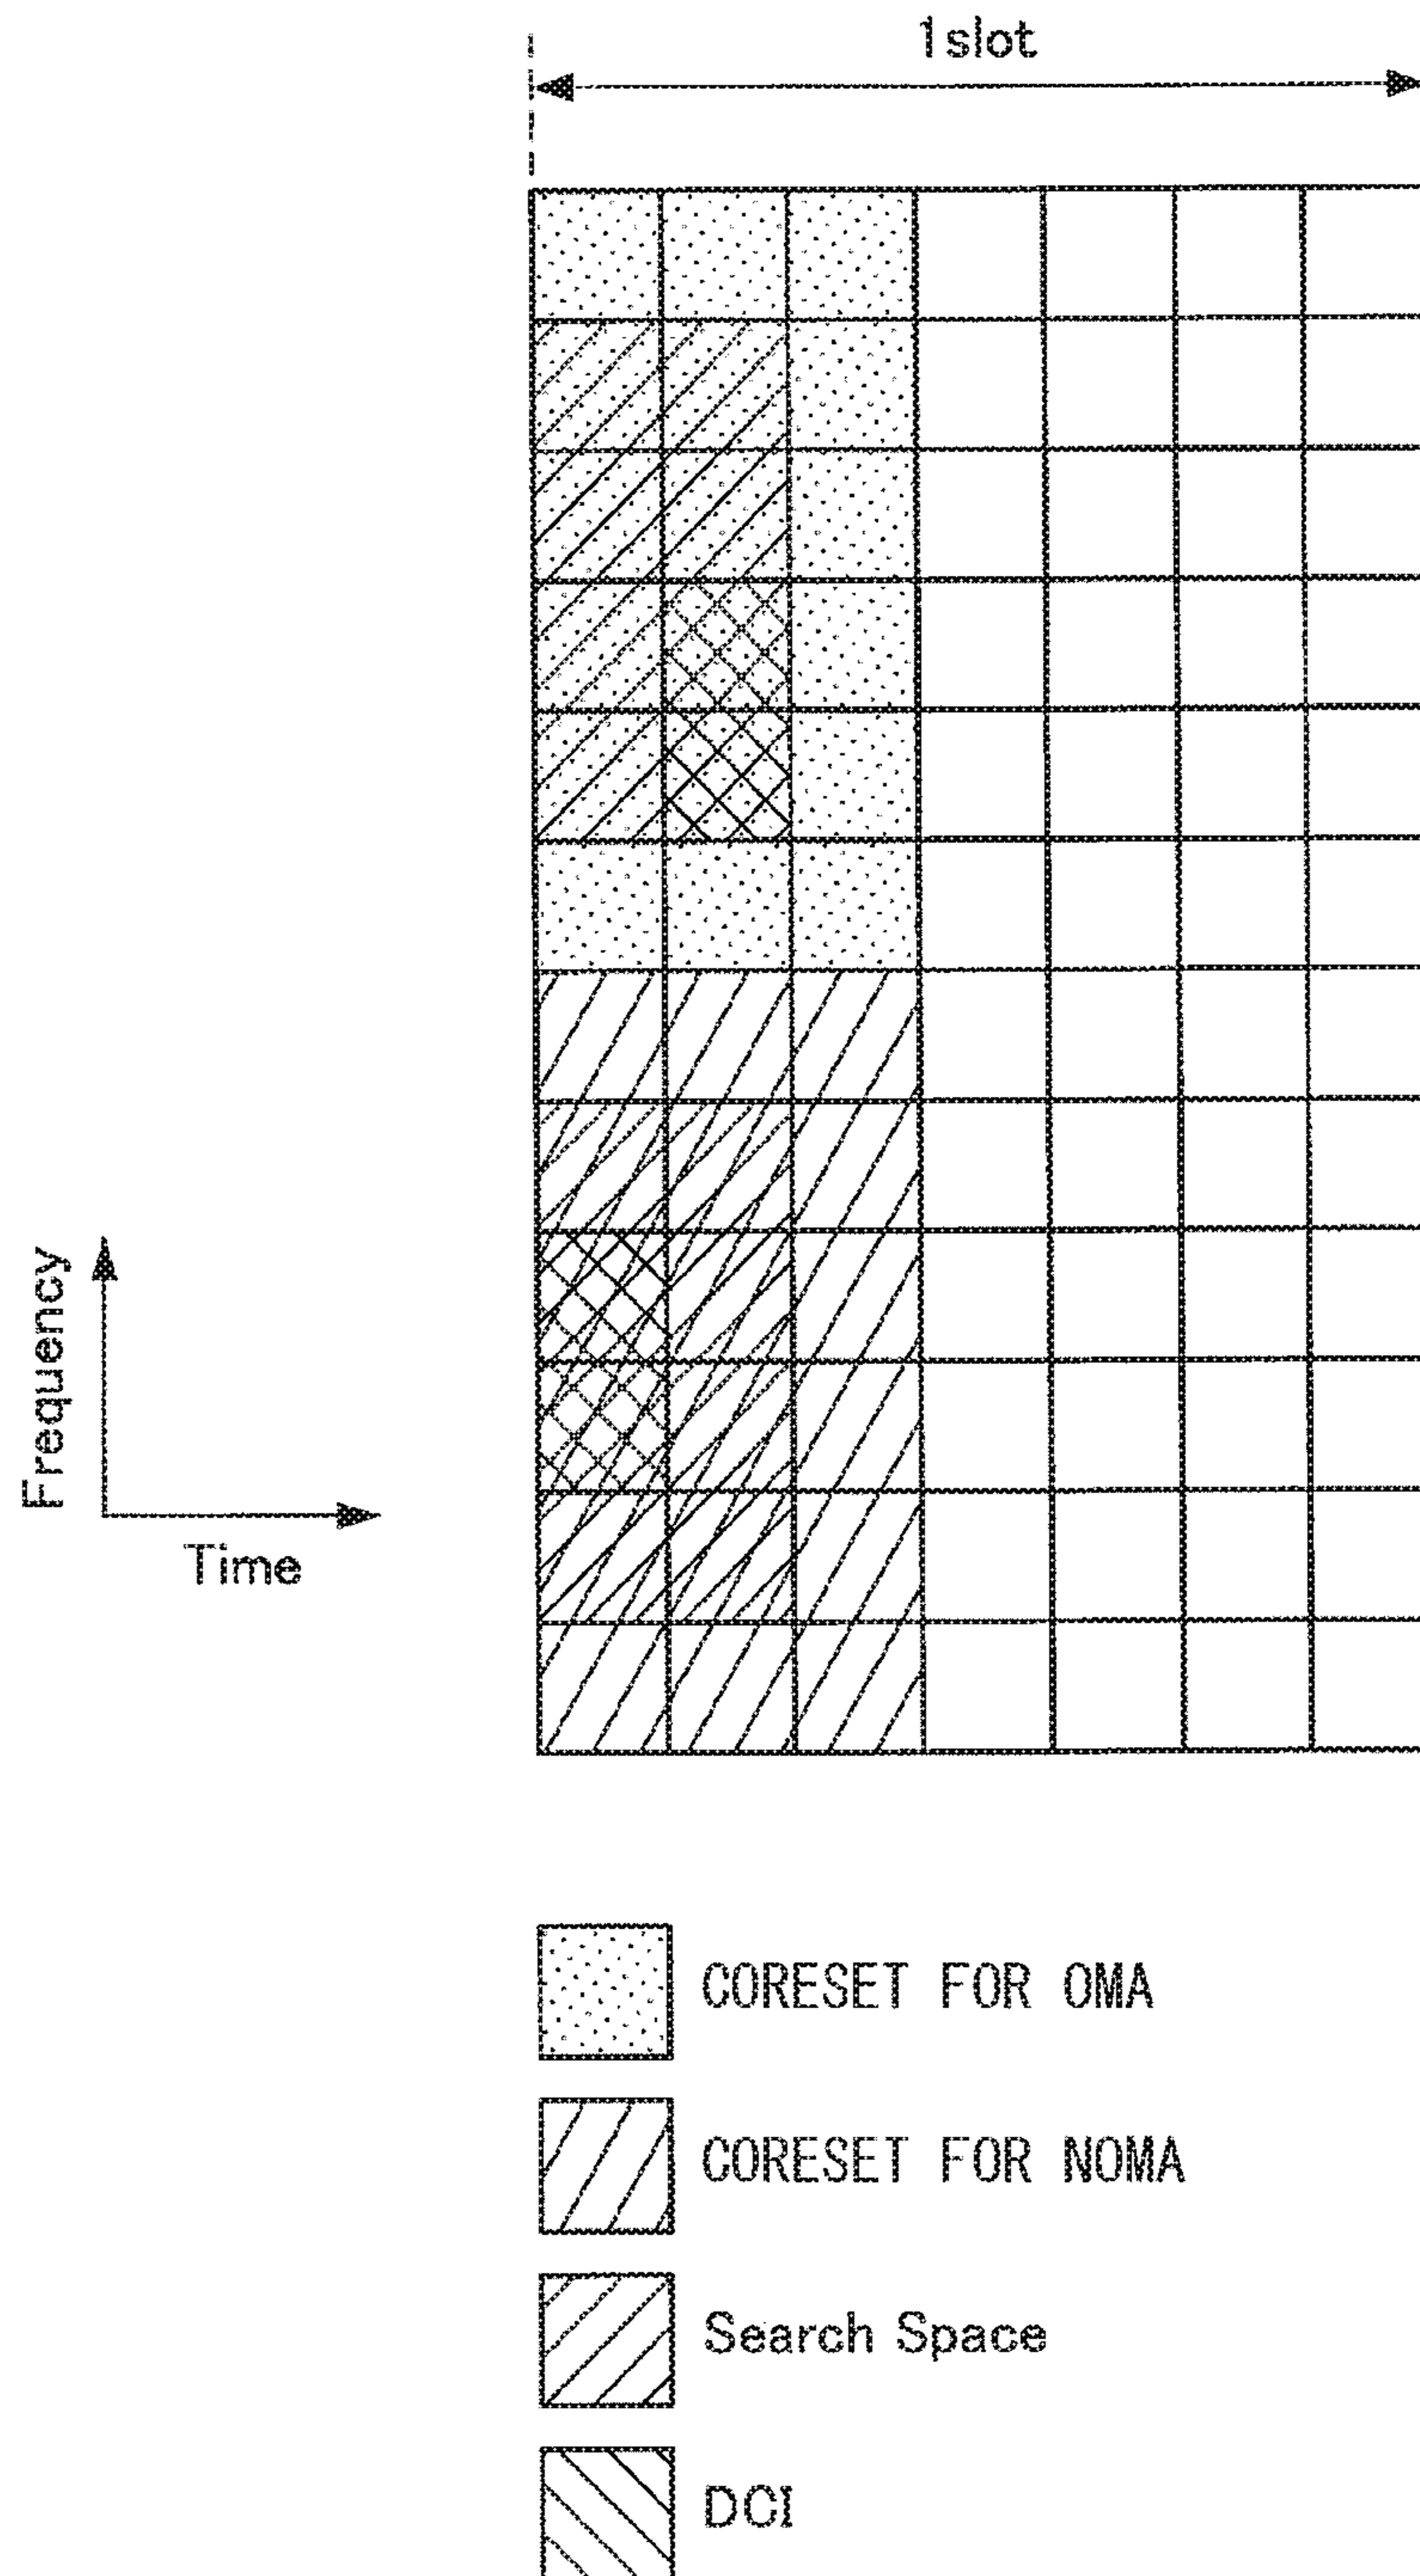 1slot
Frequency
Time
CORESET FOR OMA
CORESET FOR NOMA
Search Space
DCI